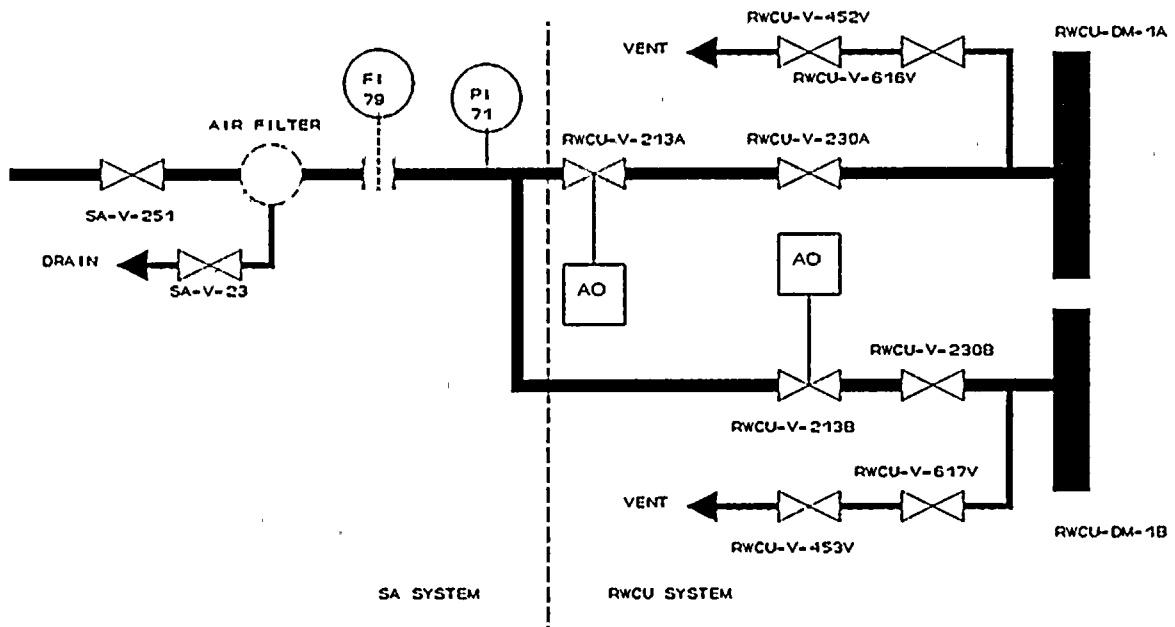 RWCU-V-452V
RWCU-DM-1A
VENT
RWCU-V-616V
FI
79
PI
71
AIR FILTER
RWCU-V-213A
RWCU-V-230A
SA-V-251
DRAIN
SA-V-23
AO
AO
RWCU-V-230B
RWCU-V-213B
RWCU-V-617V
VENT
RWCU-V-453V
RWCU-DM-1B
SA SYSTEM
RWCU SYSTEM